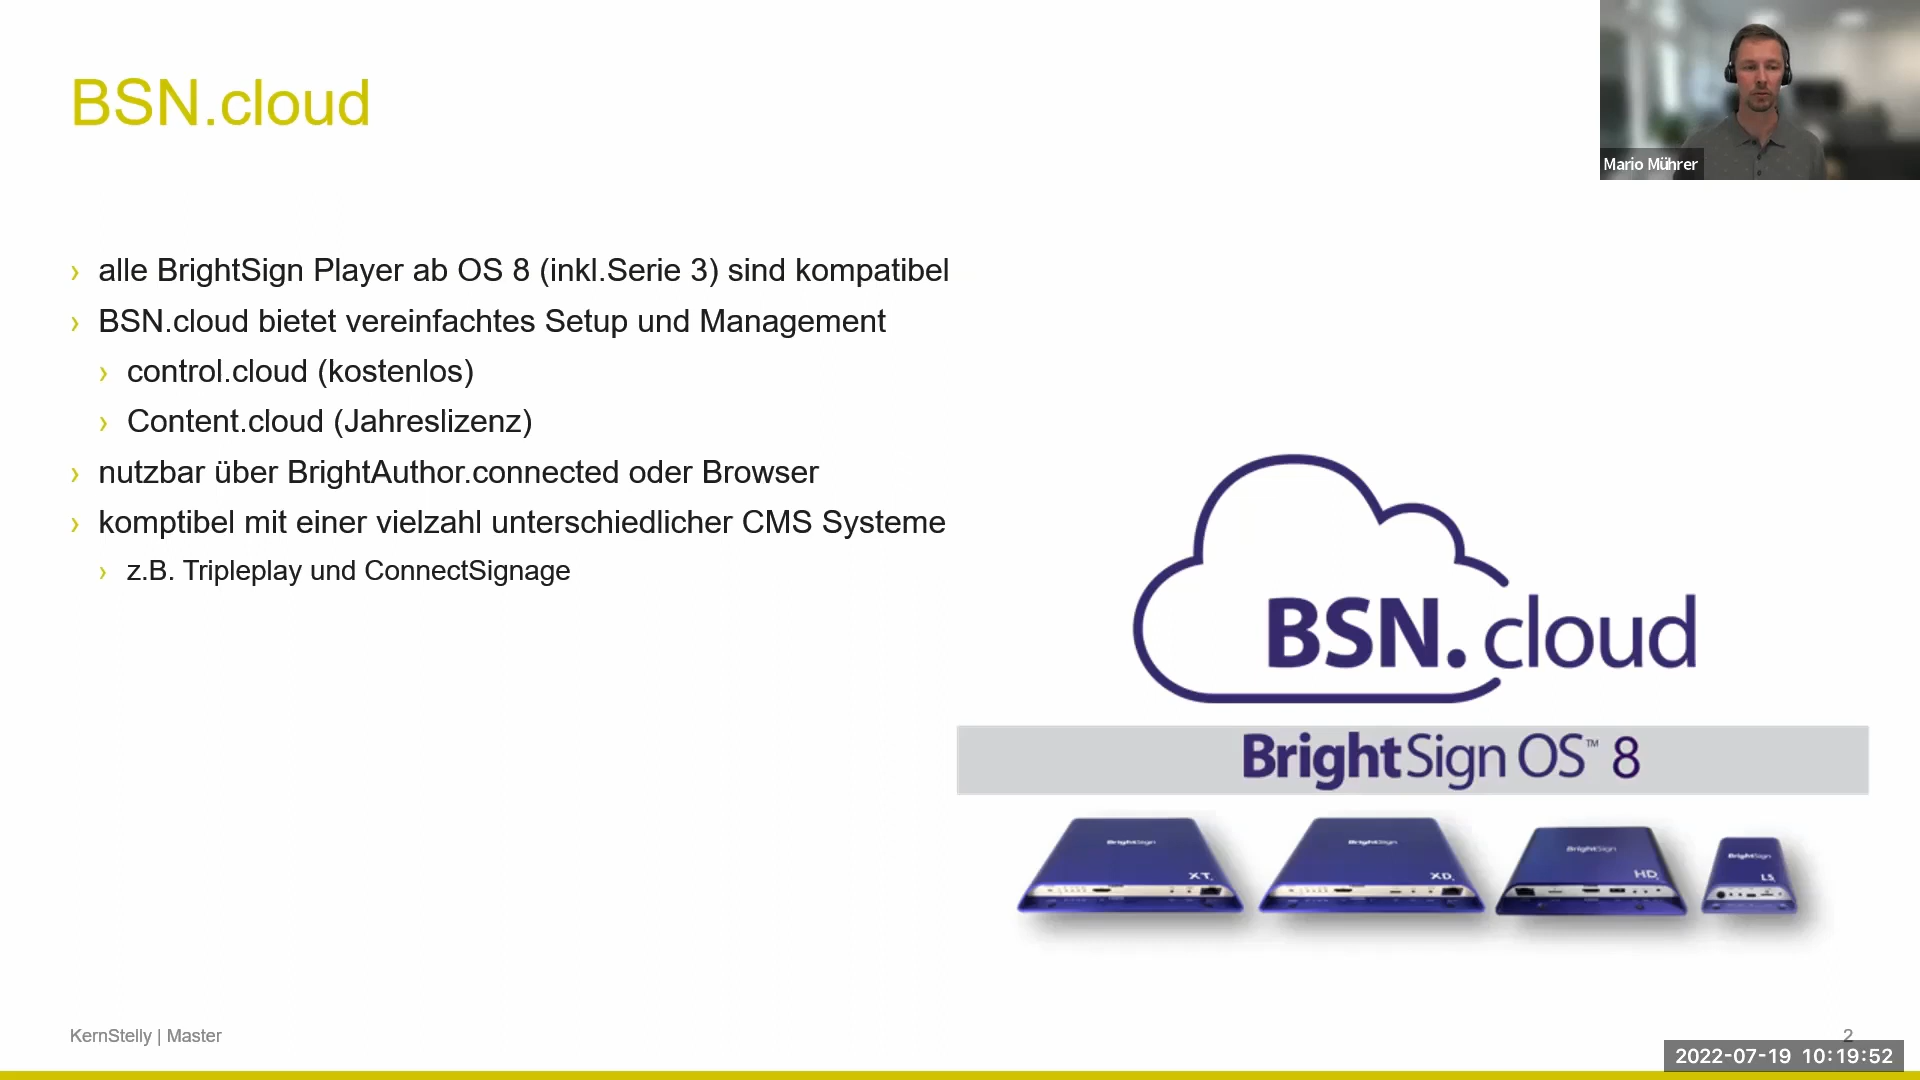 BSN.cloud
Mario Mührer
› alle BrightSign Player ab OS 8 (inkl.Serie 3) sind kompatibel
› BSN.cloud bietet vereinfachtes Setup und Management
› control.cloud (kostenlos)
› Content.cloud (Jahreslizenz)
› nutzbar über BrightAuthor.connected oder Browser
› komptibel mit einer vielzahl unterschiedlicher CMS Systeme
› z.B. Tripleplay und ConnectSignage
BSN.cloud
BrightSign OS™ 8
BrightSign BrightSign BrightSign BrightSign
XT XD HD LS
KernStelly | Master
2
2022-07-19 10:19:52